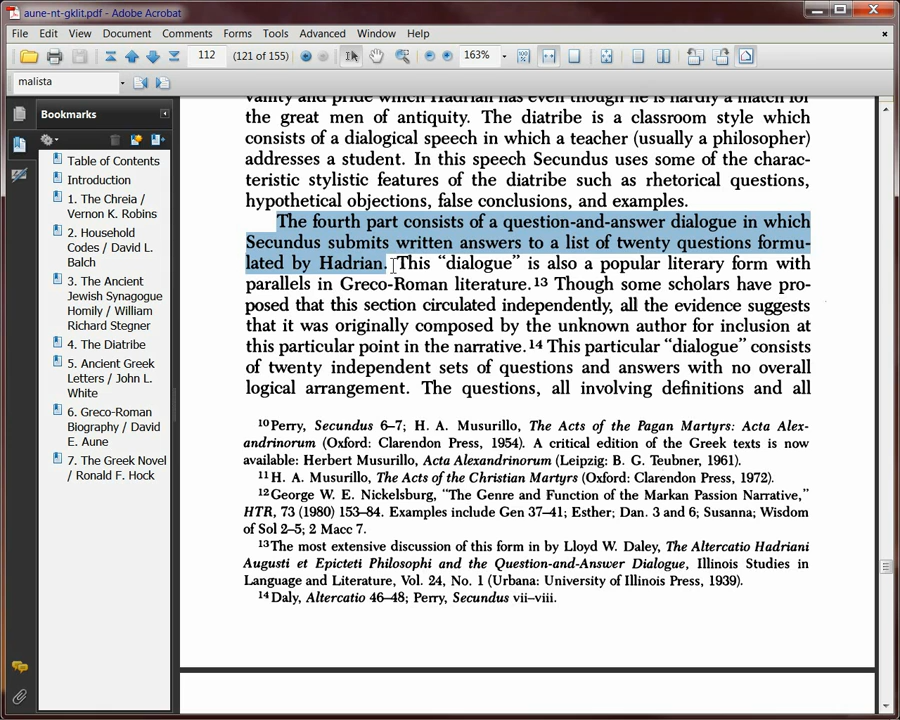 aune-nt-gklit.pdf - Adobe Acrobat
File Edit View Document Comments Forms Tools Advanced Window Help
112 (121 of 155) 163%
malista
Bookmarks
Table of Contents
Introduction
1. The Chreia /
Vernon K. Robins
2. Household
Codes / David L.
Balch
3. The Ancient
Jewish Synagogue
Homily / William
Richard Stegner
4. The Diatribe
5. Ancient Greek
Letters / John L.
White
6. Greco-Roman
Biography / David
E. Aune
7. The Greek Novel
/ Ronald F. Hock
vanity and pride which Hadrian has even though he is hardly a match for
the great men of antiquity. The diatribe is a classroom style which
consists of a dialogical speech in which a teacher (usually a philosopher)
addresses a student. In this speech Secundus uses some of the charac-
teristic stylistic features of the diatribe such as rhetorical questions,
hypothetical objections, false conclusions, and examples.
The fourth part consists of a question-and-answer dialogue in which
Secundus submits written answers to a list of twenty questions formu-
lated by Hadrian. This “dialogue” is also a popular literary form with
parallels in Greco-Roman literature.13 Though some scholars have pro-
posed that this section circulated independently, all the evidence suggests
that it was originally composed by the unknown author for inclusion at
this particular point in the narrative.14 This particular “dialogue” consists
of twenty independent sets of questions and answers with no overall
logical arrangement. The questions, all involving definitions and all
10Perry, Secundus 6–7; H. A. Musurillo, The Acts of the Pagan Martyrs: Acta Alex-
andrinorum (Oxford: Clarendon Press, 1954). A critical edition of the Greek texts is now
available: Herbert Musurillo, Acta Alexandrinorum (Leipzig: B. G. Teubner, 1961).
11H. A. Musurillo, The Acts of the Christian Martyrs (Oxford: Clarendon Press, 1972).
12George W. E. Nickelsburg, “The Genre and Function of the Markan Passion Narrative,”
HTR, 73 (1980) 153–84. Examples include Gen 37–41; Esther; Dan. 3 and 6; Susanna; Wisdom
of Sol 2–5; 2 Macc 7.
13The most extensive discussion of this form in by Lloyd W. Daley, The Altercatio Hadriani
Augusti et Epicteti Philosophi and the Question-and-Answer Dialogue, Illinois Studies in
Language and Literature, Vol. 24, No. 1 (Urbana: University of Illinois Press, 1939).
14Daly, Altercatio 46–48; Perry, Secundus vii–viii.